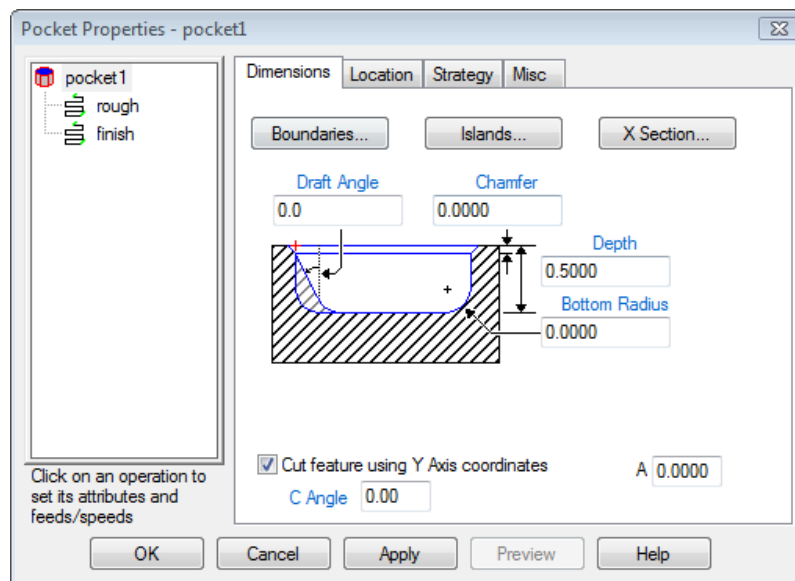 Pocket Properties - pocket1
pocket1
rough
finish
Click on an operation to
set its attributes and
feeds/speeds
Dimensions Location Strategy Misc
Boundaries... Islands... X Section...
Draft Angle Chamfer
0.0 0.0000
Depth
0.5000
Bottom Radius
0.0000
Cut feature using Y Axis coordinates A 0.0000
C Angle 0.00
OK Cancel Apply Preview Help